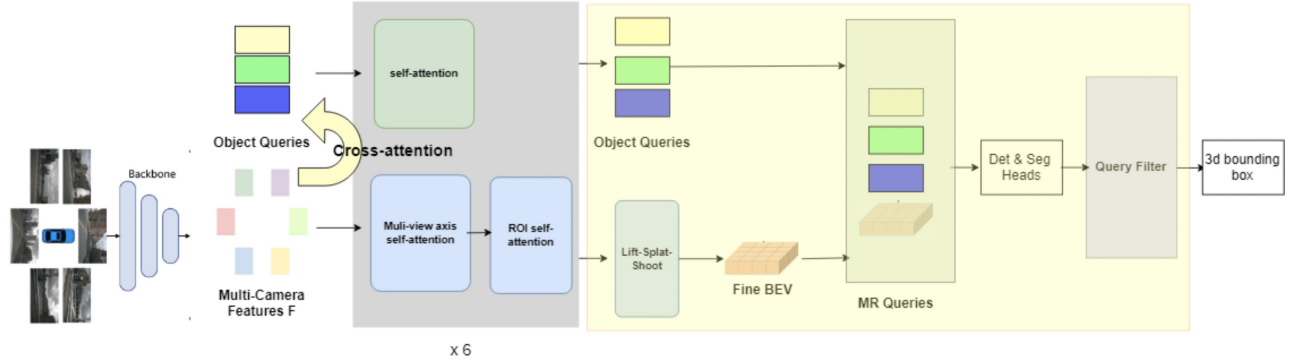 Object Queries
self-attention
Cross-attention
Backbone
Multi-Camera
Features F
Muli-view axis
self-attention
ROI self-
attention
x 6
Object Queries
Lift-Splat-
Shoot
Fine BEV
MR Queries
Det & Seg
Heads
Query Filter
3d bounding
box